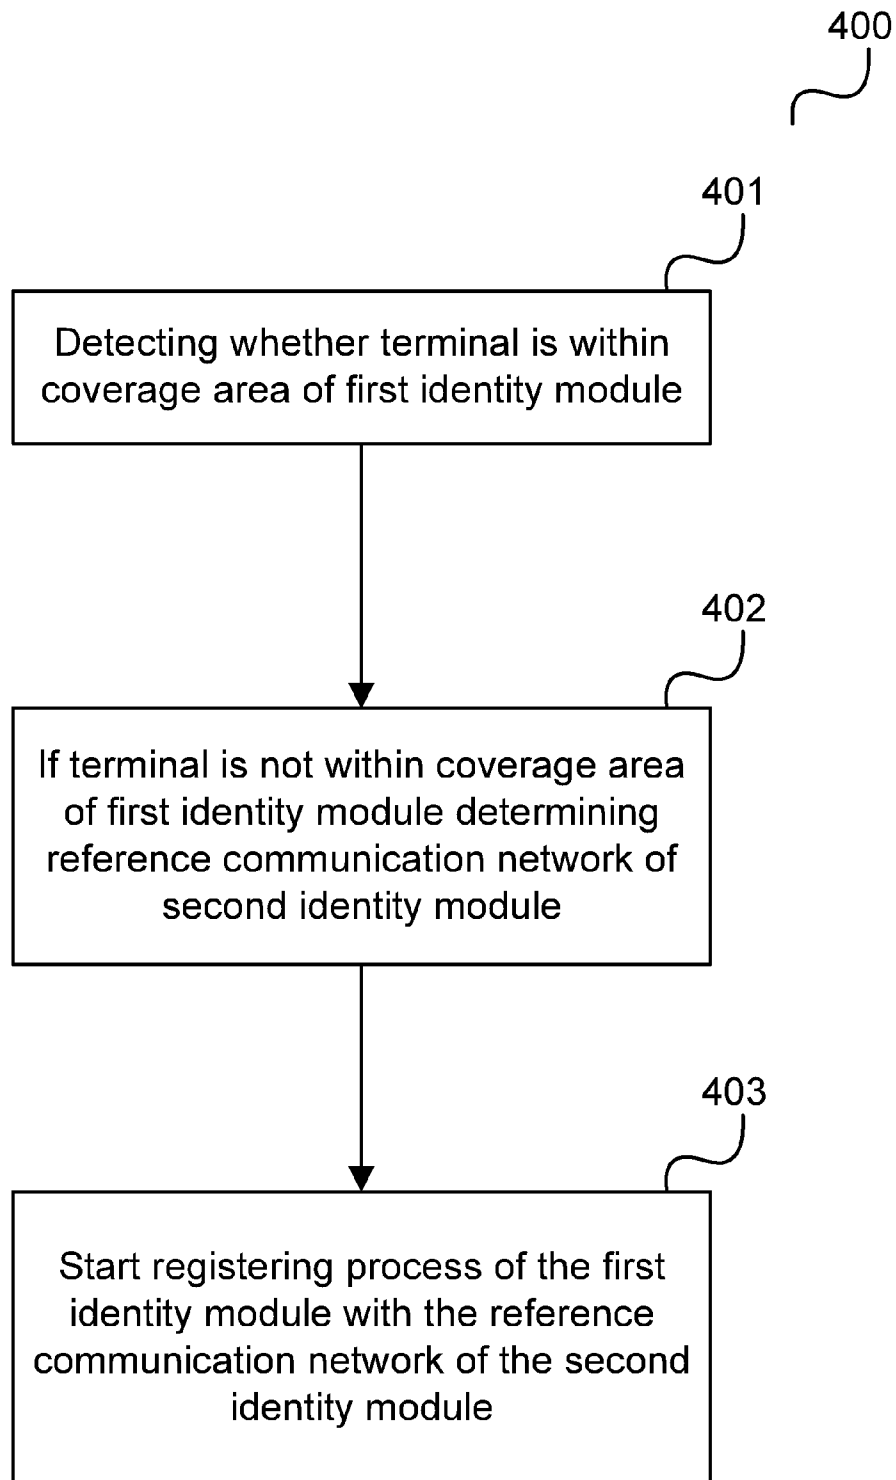 400
401
Detecting whether terminal is within
coverage area of first identity module
402
If terminal is not within coverage area
of first identity module determining
reference communication network of
second identity module
403
Start registering process of the first
identity module with the reference
communication network of the second
identity module